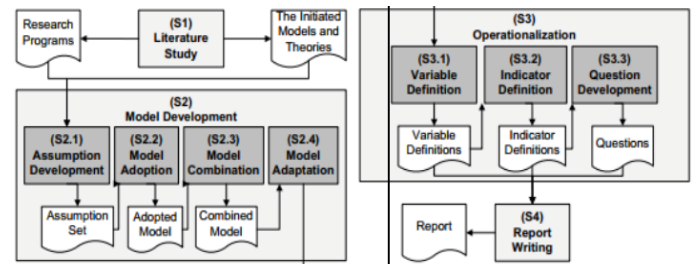 Research
Programs
(S1)
Literature
Study
The Initiated
Models and
Theories
(S2)
Model Development
(S2.1)
Assumption
Development
(S2.2)
Model
Adoption
(S2.3)
Model
Combination
(S2.4)
Model
Adaptation
Assumption
Set
Adopted
Model
Combined
Model
(S3)
Operationalization
(S3.1)
Variable
Definition
(S3.2)
Indicator
Definition
(S3.3)
Question
Development
Variable
Definitions
Indicator
Definitions
Questions
Report
(S4)
Report
Writing